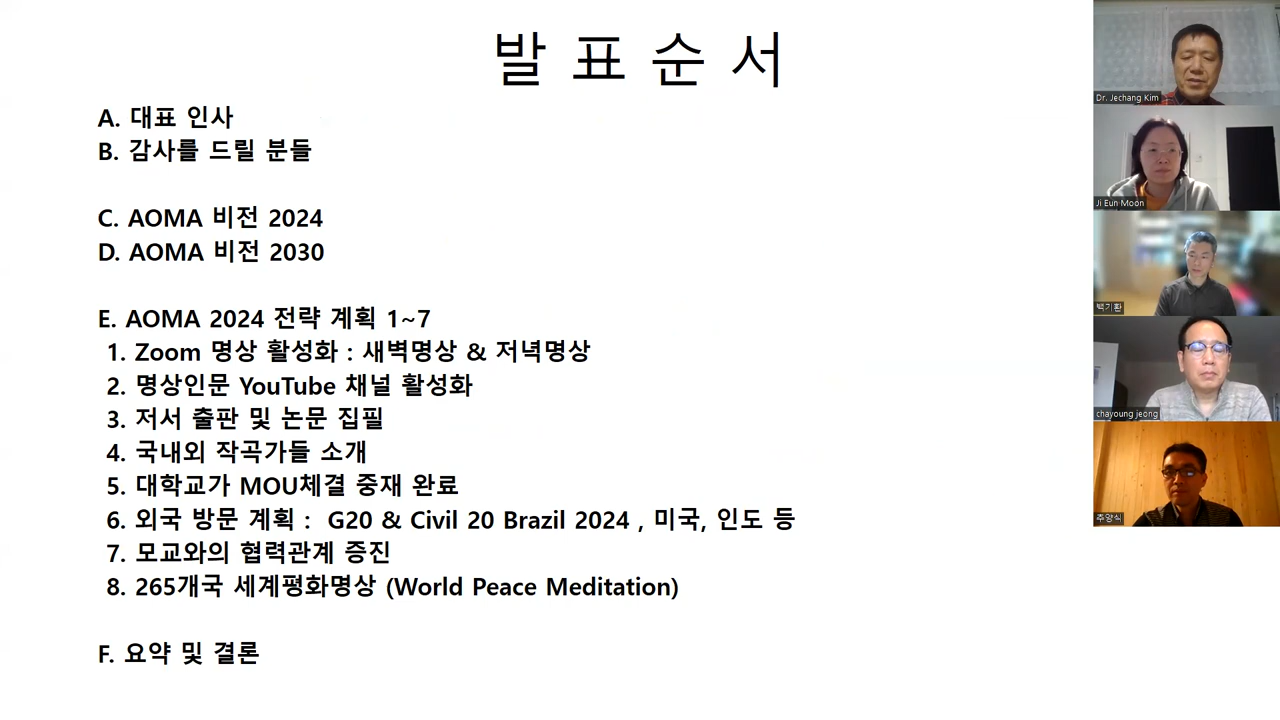 발 표 순 서
A. 대표 인사
B. 감사를 드릴 분들
C. AOMA 비전 2024
D. AOMA 비전 2030
E. AOMA 2024 전략 계획 1~7
1. Zoom 명상 활성화 : 새벽명상 & 저녁명상
2. 명상인문 YouTube 채널 활성화
3. 저서 출판 및 논문 집필
4. 국내외 작곡가들 소개
5. 대학교가 MOU체결 중재 완료
6. 외국 방문 계획 : G20 & Civil 20 Brazil 2024 , 미국, 인도 등
7. 모교와의 협력관계 증진
8. 265개국 세계평화명상 (World Peace Meditation)
F. 요약 및 결론
Dr. Jechang Kim
Ji Eun Moon
백기환
chayoung jeong
추양식